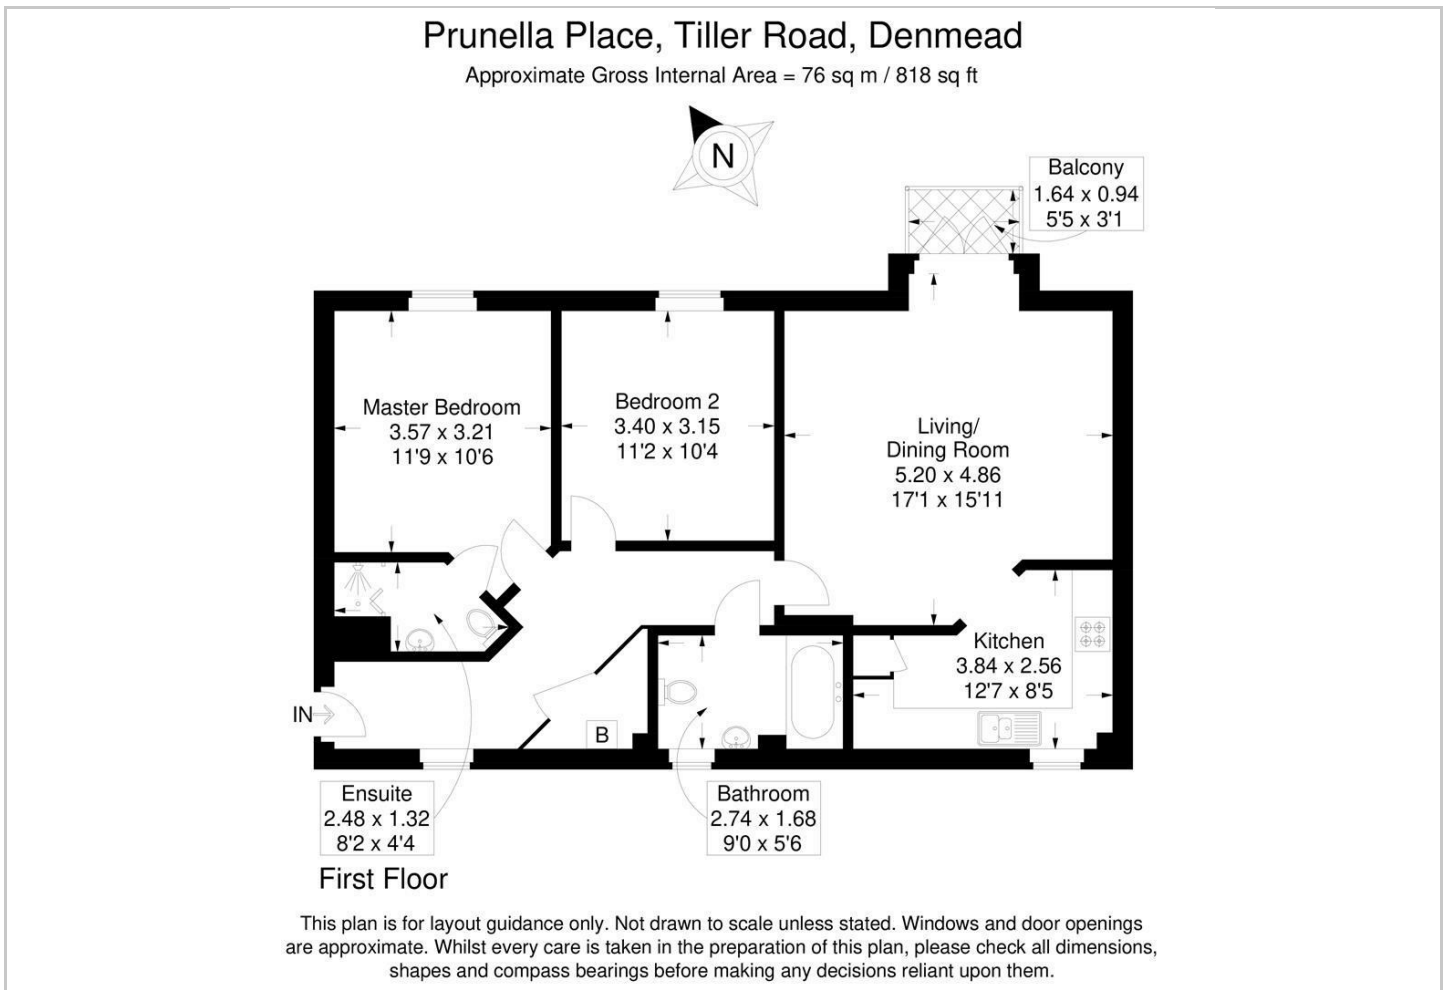 Prunella Place, Tiller Road, Denmead
Approximate Gross Internal Area = 76 sq m / 818 sq ft
N
Balcony
1.64 x 0.94
5'5 x 3'1
Master Bedroom
3.57 x 3.21
11'9 x 10'6
Bedroom 2
3.40 x 3.15
11'2 x 10'4
Living/
Dining Room
5.20 x 4.86
17'1 x 15'11
Kitchen
3.84 x 2.56
12'7 x 8'5
IN
B
Ensuite
2.48 x 1.32
8'2 x 4'4
Bathroom
2.74 x 1.68
9'0 x 5'6
First Floor
This plan is for layout guidance only. Not drawn to scale unless stated. Windows and door openings
are approximate. Whilst every care is taken in the preparation of this plan, please check all dimensions,
shapes and compass bearings before making any decisions reliant upon them.